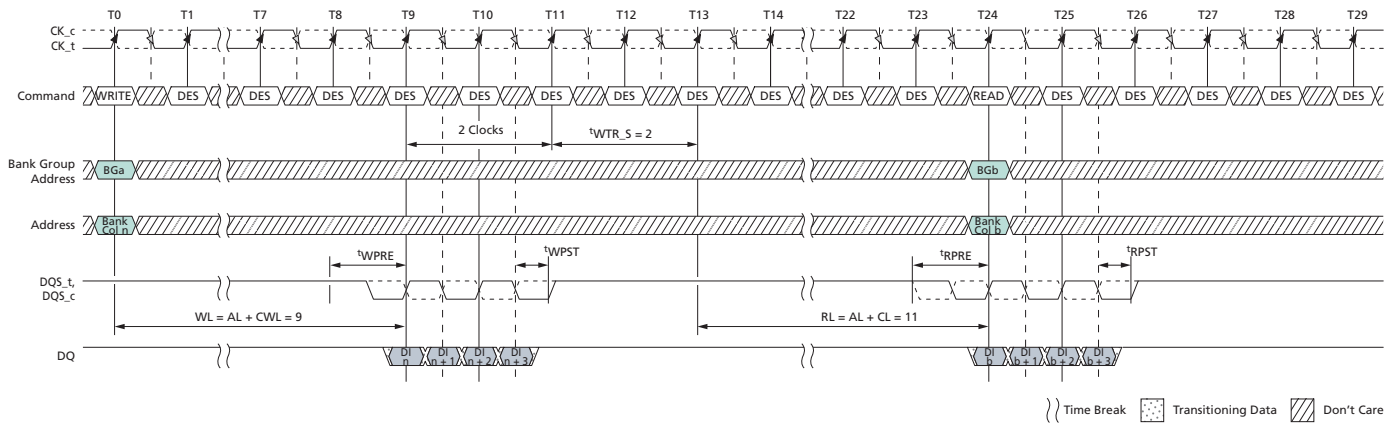 T0 T1 T7 T8 T9 T10 T11 T12 T13 T14 T22 T23 T24 T25 T26 T27 T28 T29
CK_c
CK_t
Command WRITE DES DES DES DES DES DES DES DES DES DES DES READ DES DES DES DES DES
2 Clocks tWTR_S = 2
Bank Group
Address BGa BGb
Address Bank
Col n Bank
Col b
tWPRE tWPST tRPRE tRPST
DQS_t,
DQS_c
WL = AL + CWL = 9 RL = AL + CL = 11
DQ DI
n DI
n + 1 DI
n + 2 DI
n + 3 DI
b DI
b + 1 DI
b + 2 DI
b + 3
Time Break Transitioning Data Don't Care